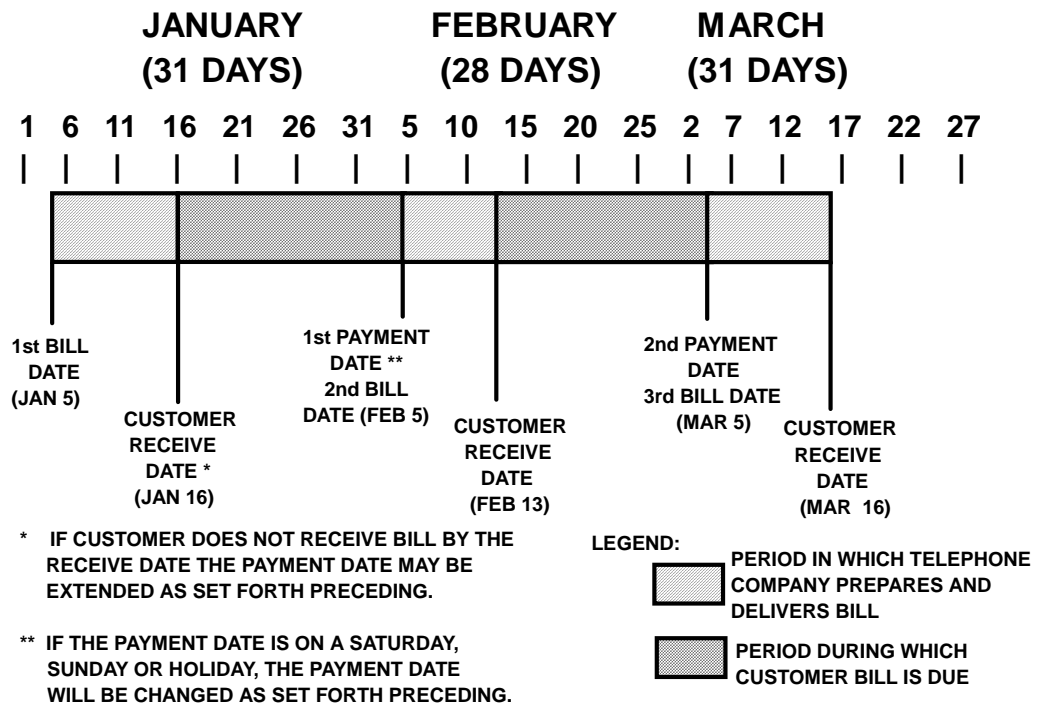 JANUARY FEBRUARY MARCH
(31 DAYS) (28 DAYS) (31 DAYS)
1 6 11 16 21 26 31 5 10 15 20 25 2 7 12 17 22 27
1st BILL
DATE
(JAN 5)
CUSTOMER
RECEIVE
DATE *
(JAN 16)
1st PAYMENT
DATE **
2nd BILL
DATE (FEB 5)
CUSTOMER
RECEIVE
DATE
(FEB 13)
2nd PAYMENT
DATE
3rd BILL DATE
(MAR 5)
CUSTOMER
RECEIVE
DATE
(MAR 16)
* IF CUSTOMER DOES NOT RECEIVE BILL BY THE
RECEIVE DATE THE PAYMENT DATE MAY BE
EXTENDED AS SET FORTH PRECEDING.
** IF THE PAYMENT DATE IS ON A SATURDAY,
SUNDAY OR HOLIDAY, THE PAYMENT DATE
WILL BE CHANGED AS SET FORTH PRECEDING.
LEGEND:
PERIOD IN WHICH TELEPHONE
COMPANY PREPARES AND
DELIVERS BILL
PERIOD DURING WHICH
CUSTOMER BILL IS DUE